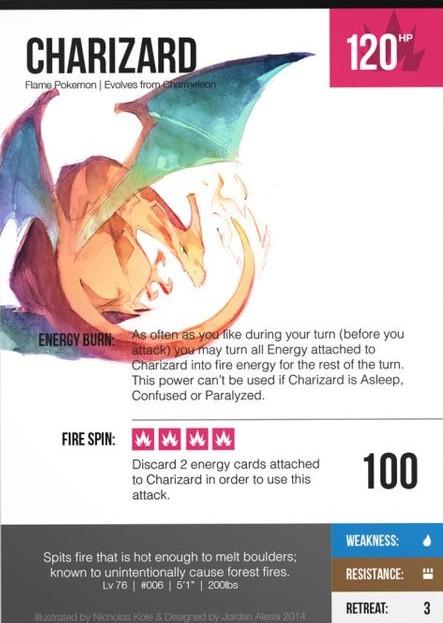 CHARIZARD
120 HP
Flame Pokemon | Evolves from Charmeleon
ENERGY BURN:
As often as you like during your turn (before you
attack) you may turn all Energy attached to
Charizard into fire energy for the rest of the turn.
This power can't be used if Charizard is Asleep,
Confused or Paralyzed.
FIRE SPIN:
Discard 2 energy cards attached
to Charizard in order to use this
attack.
100
Spits fire that is hot enough to melt boulders;
known to unintentionally cause forest fires.
Lv 76 | #006 | 5'1" | 200lbs
Illustrated by Nicholas Kole & Designed by Jordan Alessi 2014
WEAKNESS:
RESISTANCE:
RETREAT: 3